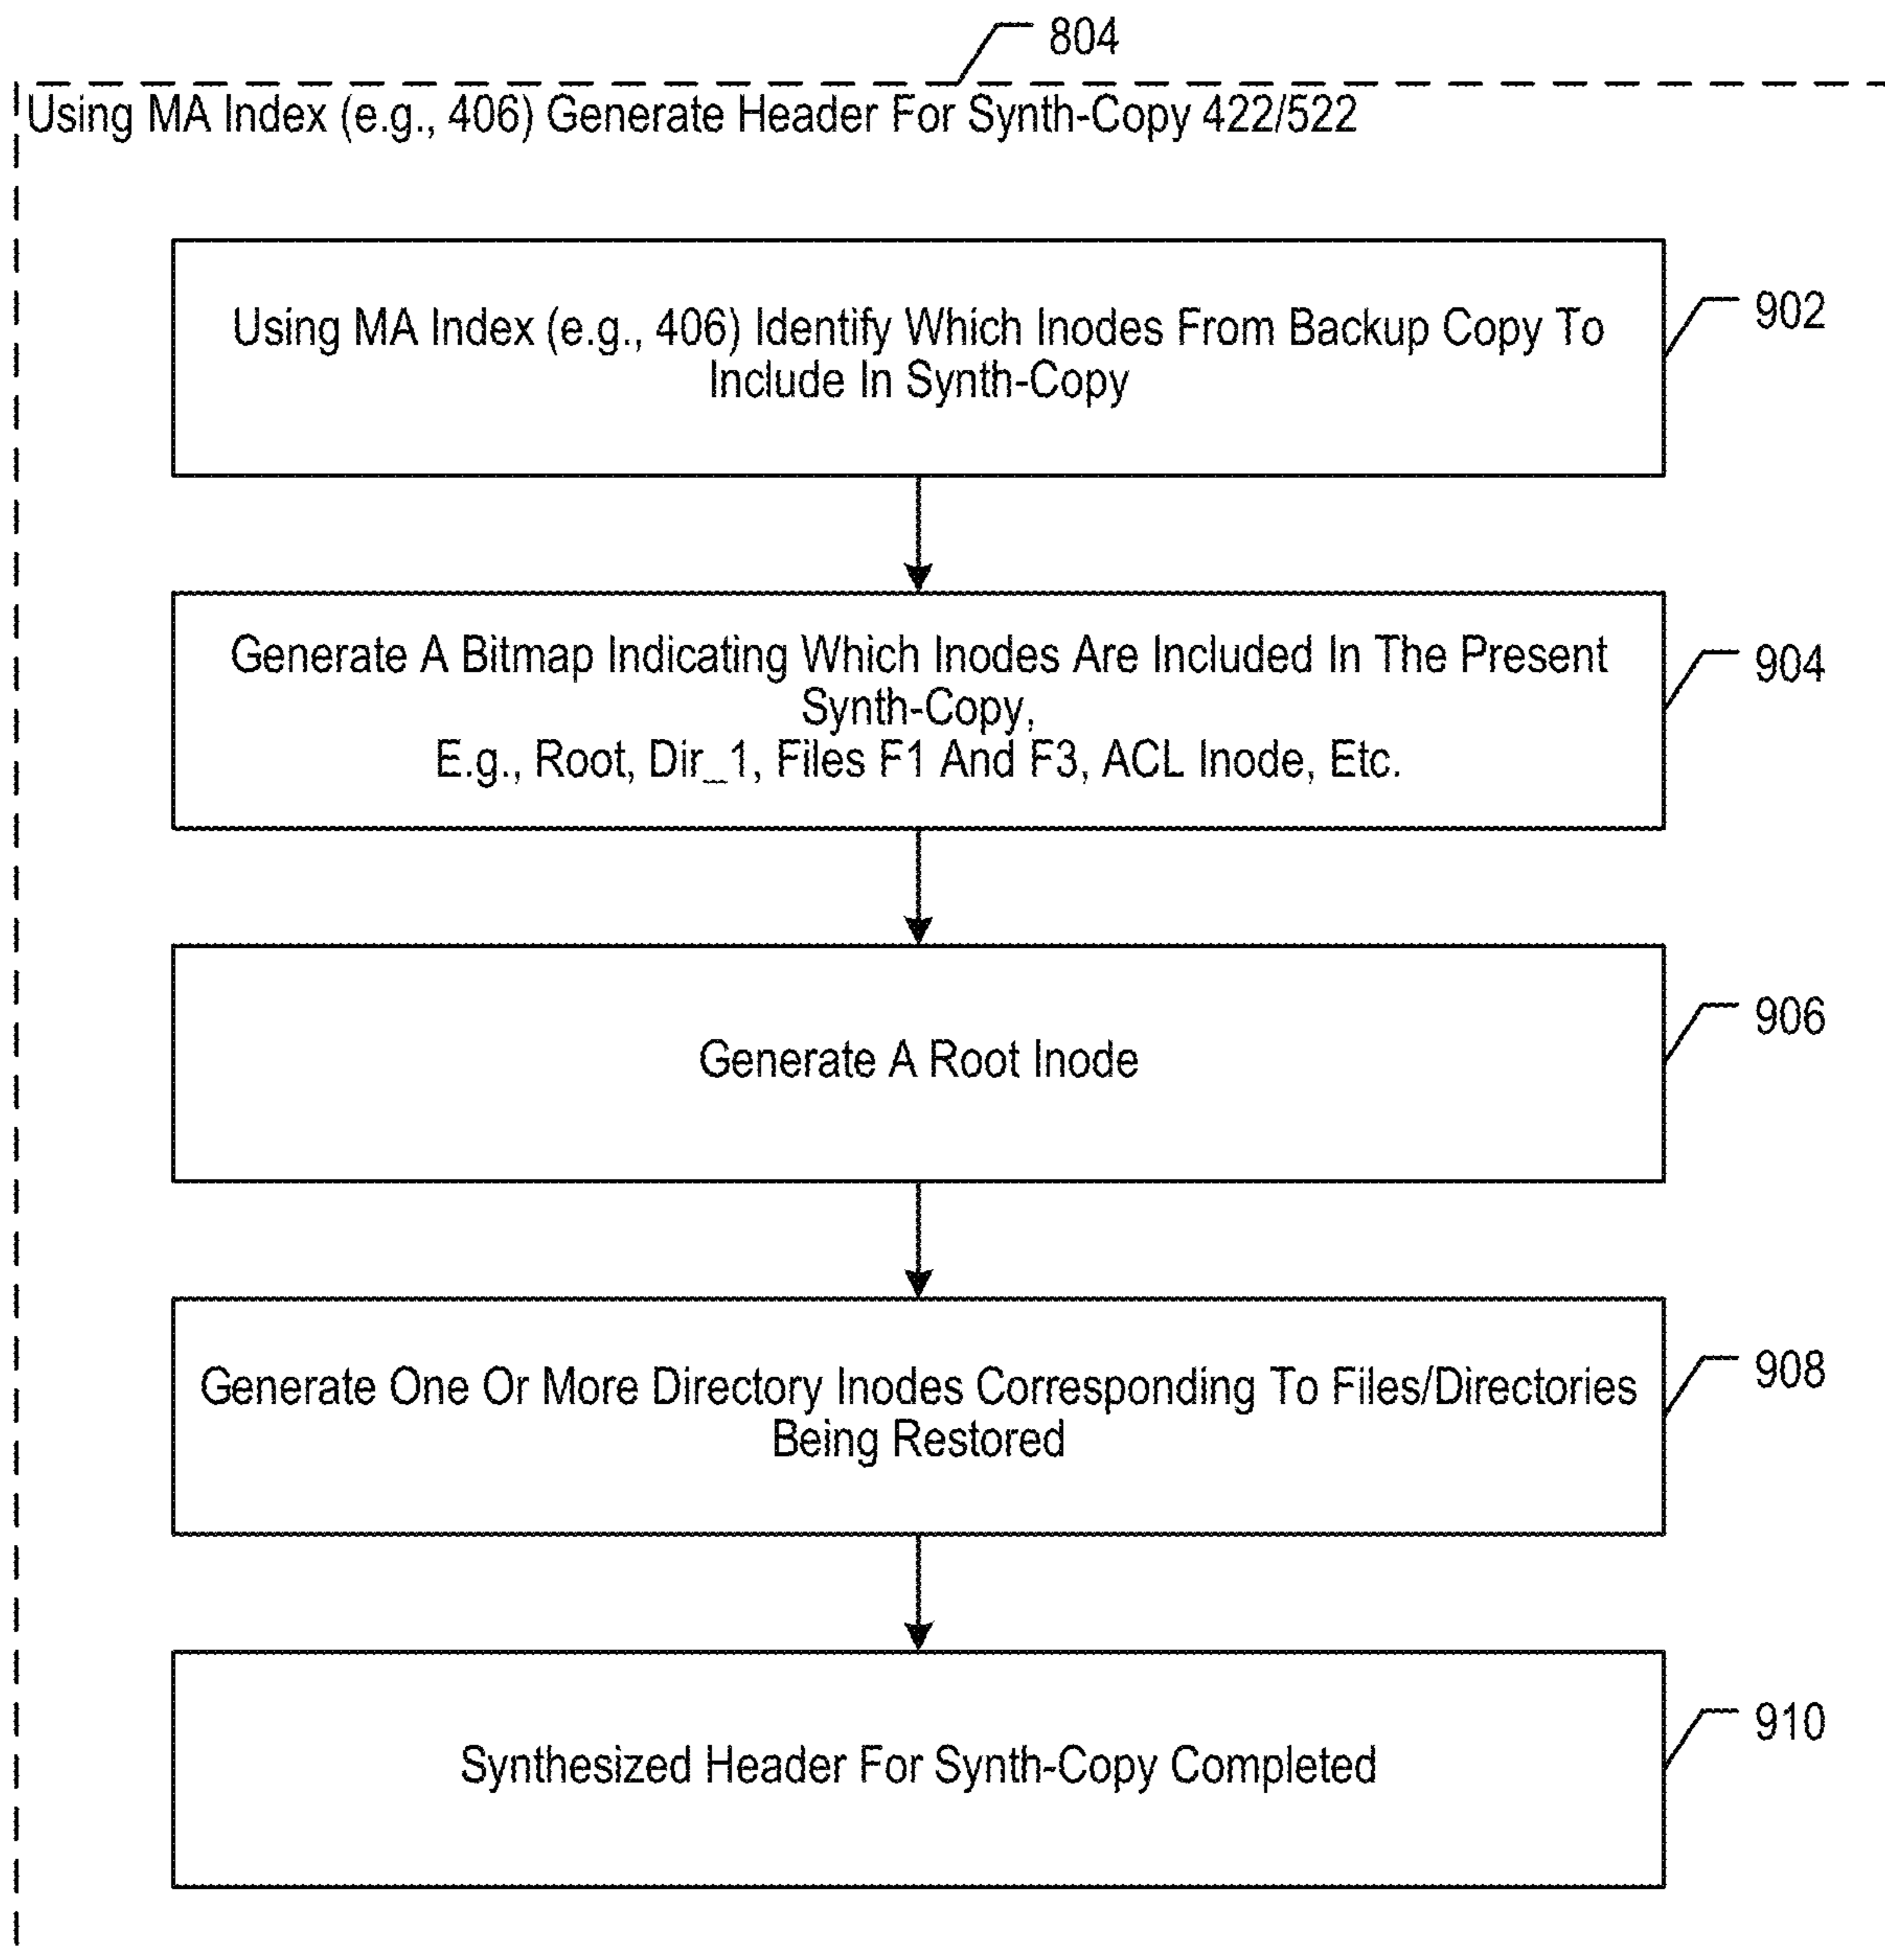 804
Using MA Index (e.g., 406) Generate Header For Synth-Copy 422/522
Using MA Index (e.g., 406) Identify Which Inodes From Backup Copy To
Include In Synth-Copy
902
Generate A Bitmap Indicating Which Inodes Are Included In The Present
Synth-Copy,
E.g., Root, Dir_1, Files F1 And F3, ACL Inode, Etc.
904
Generate A Root Inode
906
Generate One Or More Directory Inodes Corresponding To Files/Directories
Being Restored
908
Synthesized Header For Synth-Copy Completed
910